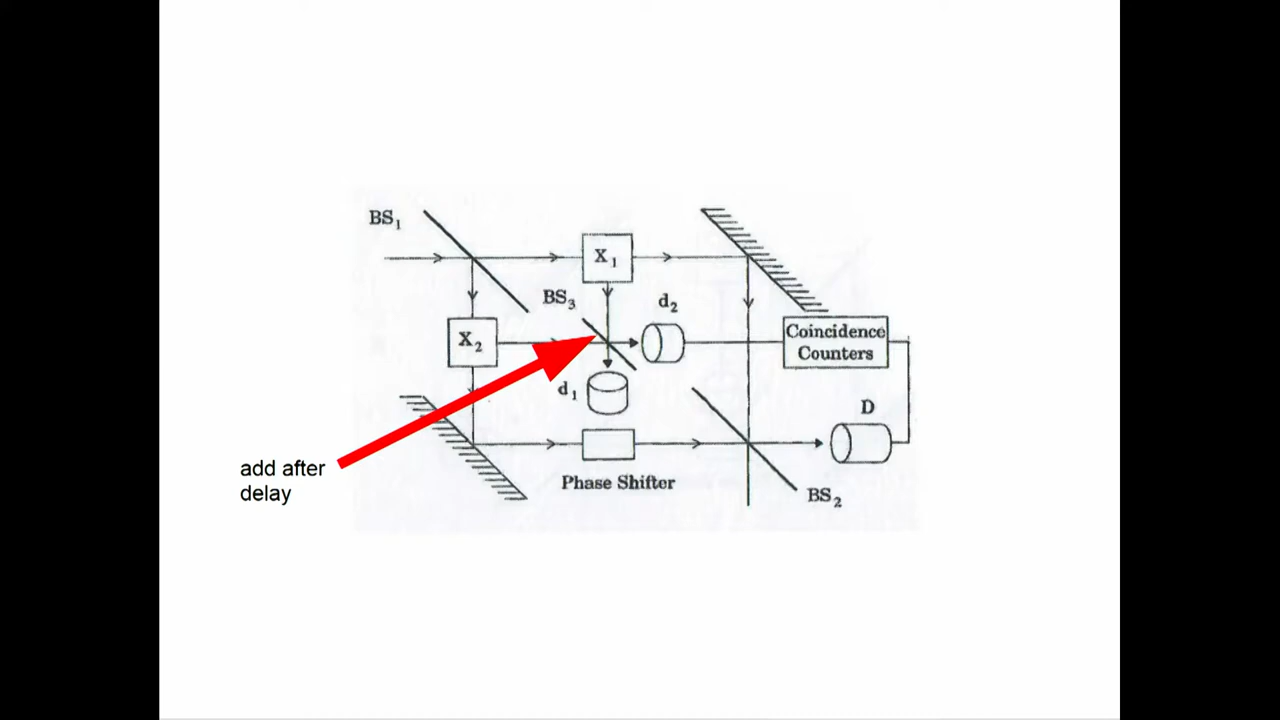 BS₁
X₁
BS₃
d₂
X₂
Coincidence
Counters
d₁
D
add after
delay
Phase Shifter
BS₂